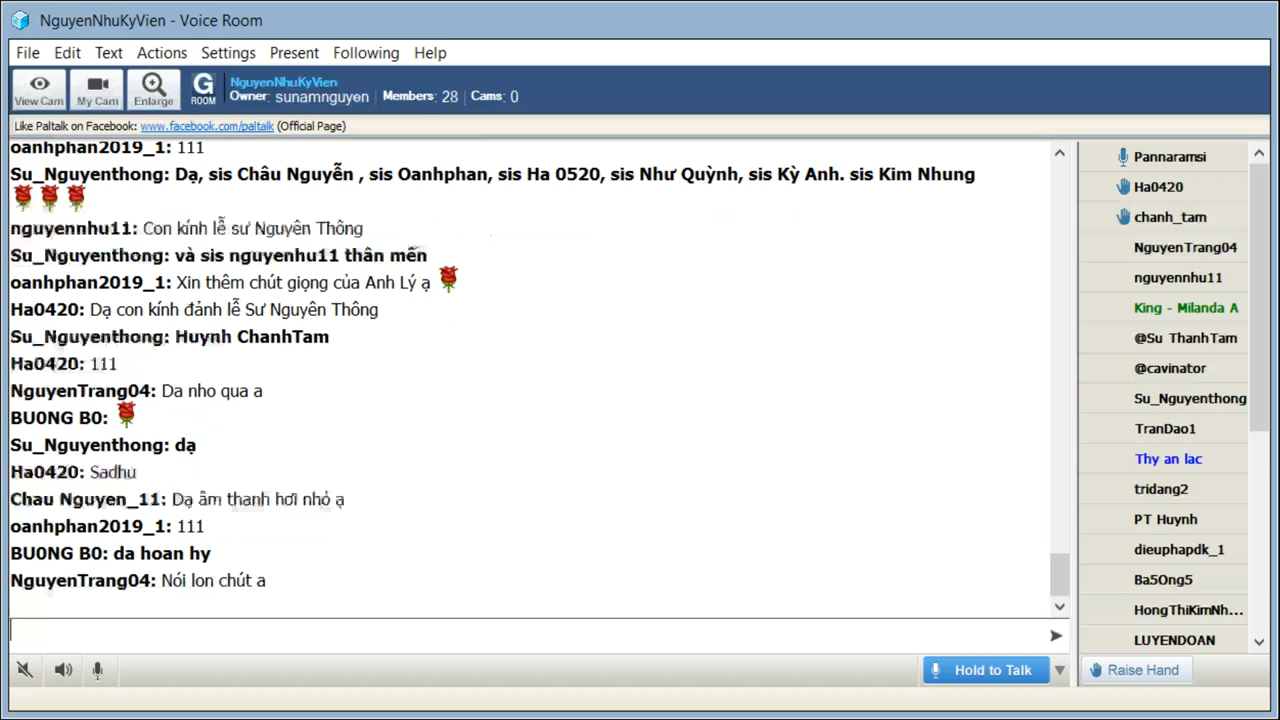 NguyenNhuKyVien - Voice Room
File Edit Text Actions Settings Present Following Help
View Cam My Cam Enlarge G ROOM NguyenNhuKyVien
Owner: sunamnguyen Members: 28 Cams: 0
Like Paltalk on Facebook: www.facebook.com/paltalk (Official Page)
oanhphan2019_1: 111
Su_Nguyenthong: Dạ, sis Châu Nguyễn , sis Oanhphan, sis Ha 0520, sis Như Quỳnh, sis Kỳ Anh. sis Kim Nhung
nguyennhu11: Con kính lễ sư Nguyên Thông
Su_Nguyenthong: và sis nguyenhu11 thân mến
oanhphan2019_1: Xin thêm chút giọng của Anh Lý ạ
Ha0420: Dạ con kính đảnh lễ Sư Nguyên Thông
Su_Nguyenthong: Huynh ChanhTam
Ha0420: 111
NguyenTrang04: Da nho qua a
BU0NG B0:
Su_Nguyenthong: dạ
Ha0420: Sadhu
Chau Nguyen_11: Dạ âm thanh hơi nhỏ ạ
oanhphan2019_1: 111
BU0NG B0: da hoan hy
NguyenTrang04: Nói lon chút a
Hold to Talk
Pannaramsi
Ha0420
chanh_tam
NguyenTrang04
nguyennhu11
King - Milanda A
@Su ThanhTam
@cavinator
Su_Nguyenthong
TranDao1
Thy an lac
tridang2
PT Huynh
dieuphapdk_1
Ba5Ong5
HongThiKimNh...
LUYENDOAN
Raise Hand